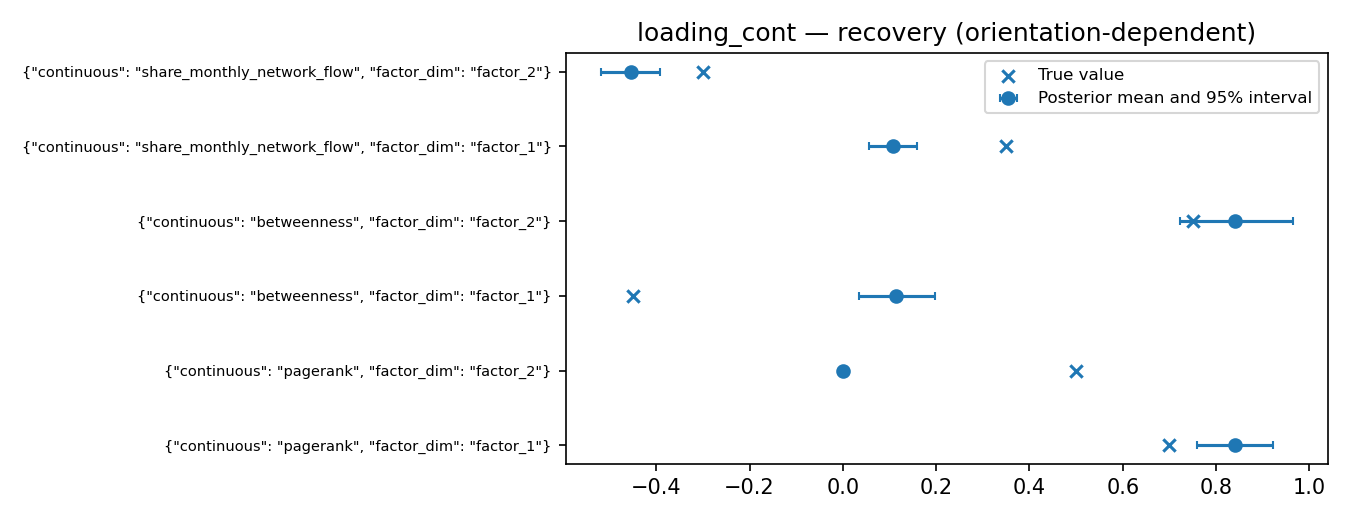 loading_cont — recovery (orientation-dependent)
{"continuous": "share_monthly_network_flow", "factor_dim": "factor_2"}
{"continuous": "share_monthly_network_flow", "factor_dim": "factor_1"}
{"continuous": "betweenness", "factor_dim": "factor_2"}
{"continuous": "betweenness", "factor_dim": "factor_1"}
{"continuous": "pagerank", "factor_dim": "factor_2"}
{"continuous": "pagerank", "factor_dim": "factor_1"}
True value
Posterior mean and 95% interval
−0.4 −0.2 0.0 0.2 0.4 0.6 0.8 1.0